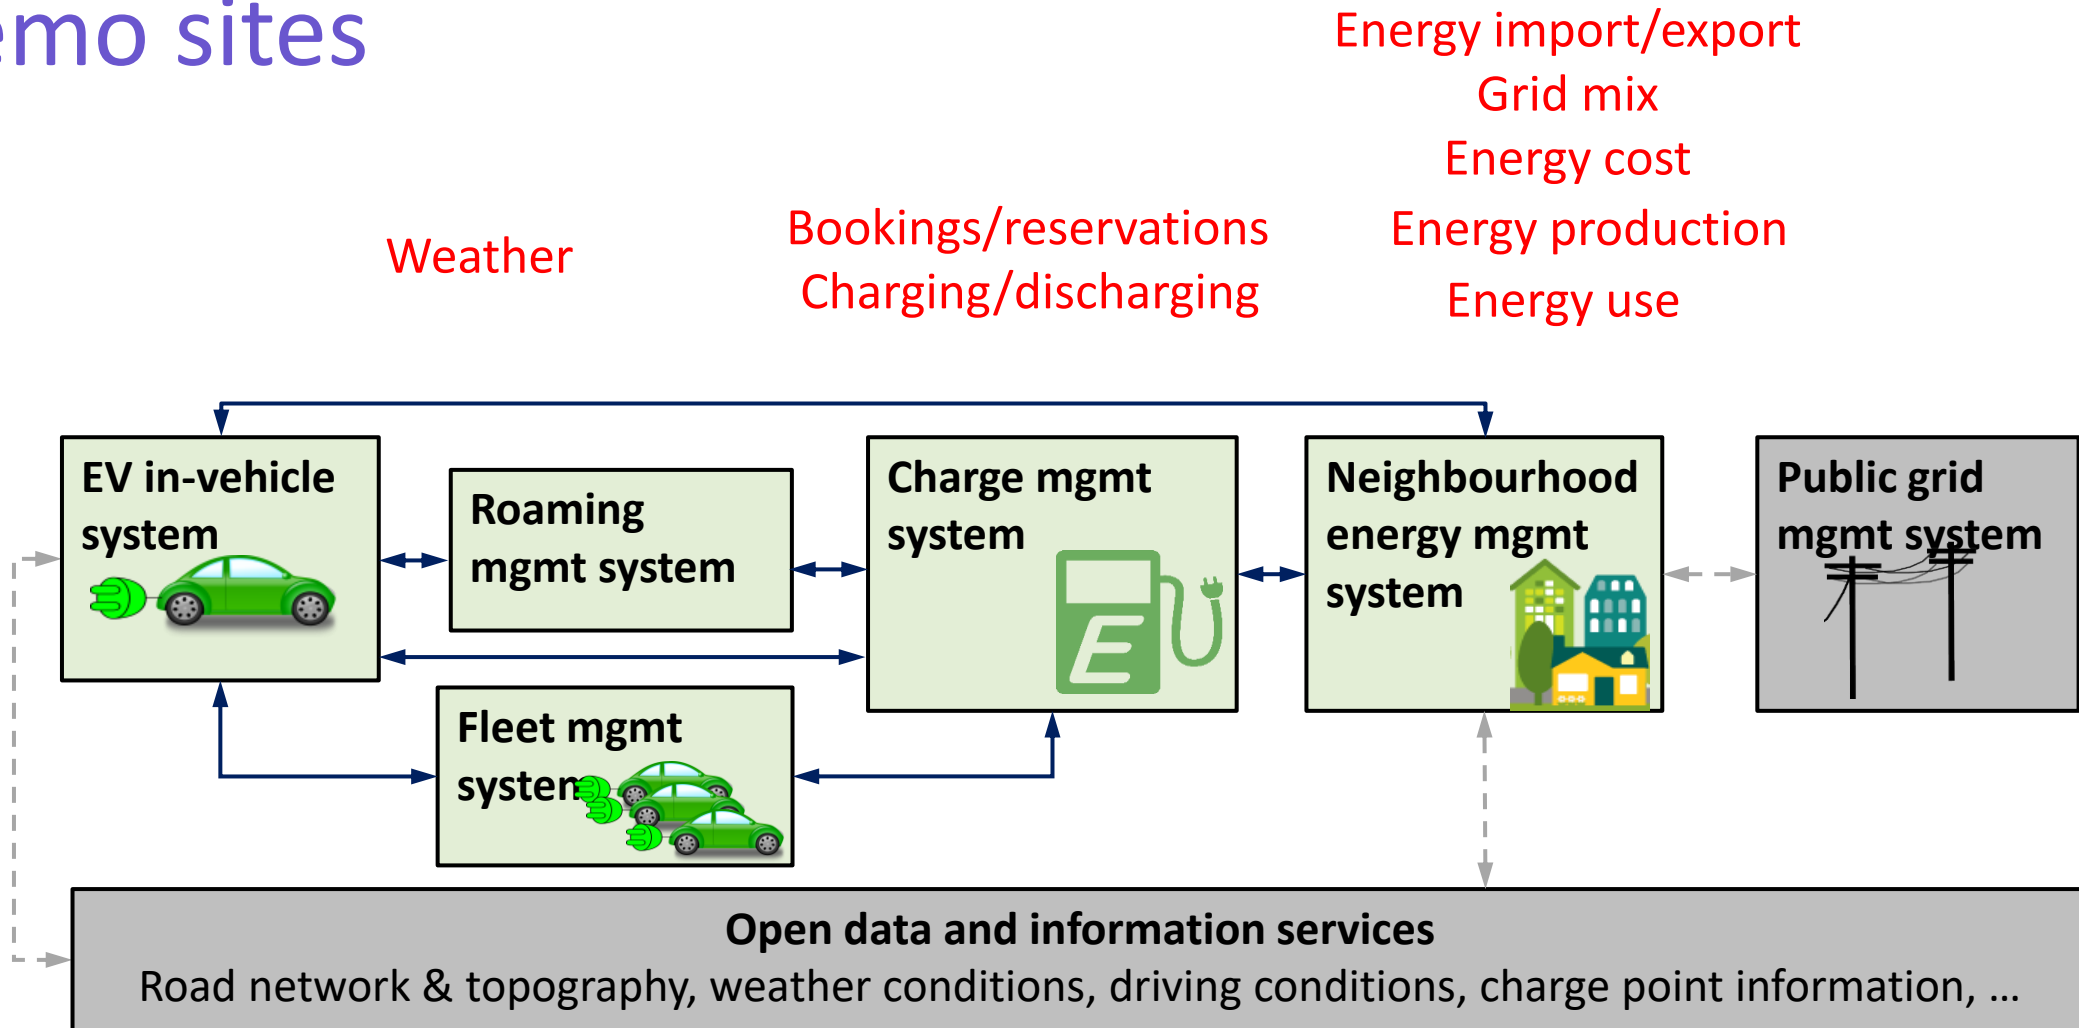 emo sites
Energy import/export
Grid mix
Energy cost
Energy production
Energy use
Weather
Bookings/reservations
Charging/discharging
EV in-vehicle
system
Roaming
mgmt system
Charge mgmt
system
E
Neighbourhood
energy mgmt
system
Public grid
mgmt system
Fleet mgmt
system
Open data and information services
Road network & topography, weather conditions, driving conditions, charge point information, ...